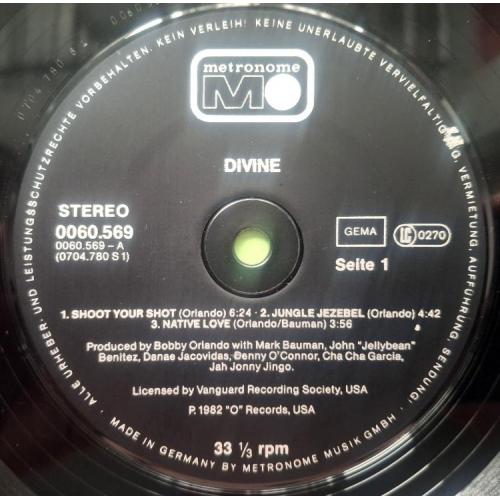 metronome
M
DIVINE
STEREO
0060.569
0060.569 – A
(0704.780 S 1)
GEMA
LC 0270
Seite 1
1. SHOOT YOUR SHOT (Orlando) 6:24 · 2. JUNGLE JEZEBEL (Orlando) 4:42
3. NATIVE LOVE (Orlando/Bauman) 3:56
Produced by Bobby Orlando with Mark Bauman, John "Jellybean"
Benitez, Danae Jacovidas, Denny O'Connor, Cha Cha Garcia,
Jah Jonny Jingo.
Licensed by Vanguard Recording Society, USA
P. 1982 "O" Records, USA
33 ⅓ rpm
ALLE URHEBER- UND LEISTUNGSSCHUTZRECHTE VORBEHALTEN. KEIN VERLEIH! KEINE UNERLAUBTE VERVIELFÄLTIGUNG, VERMIETUNG, AUFFÜHRUNG, SENDUNG!
MADE IN GERMANY BY METRONOME MUSIK GMBH